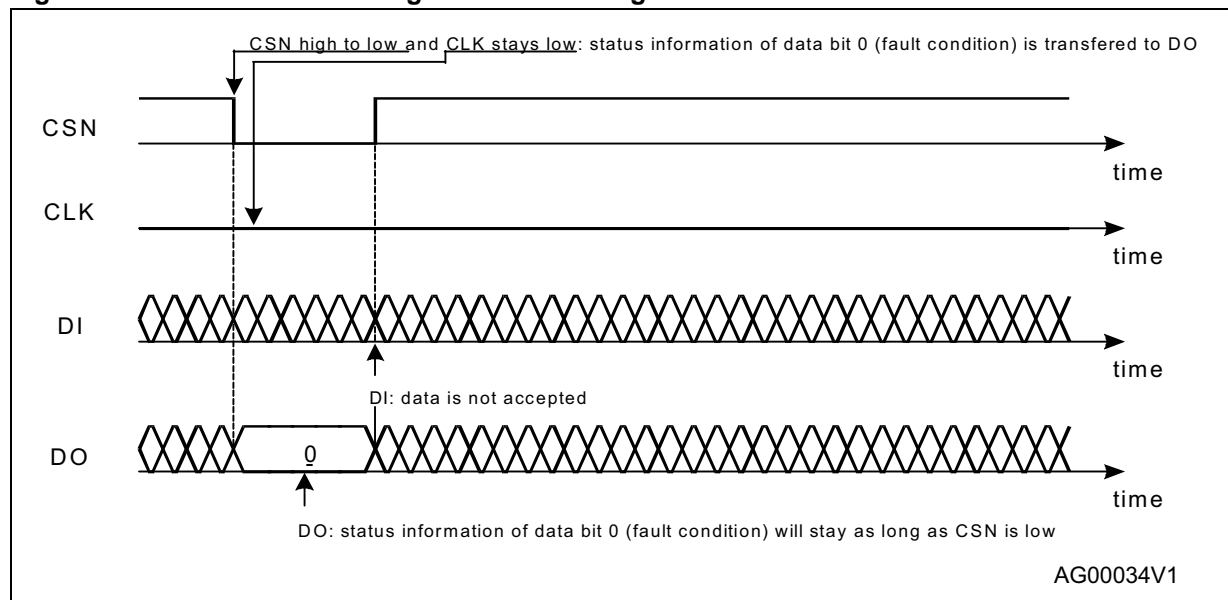 CSN high to low and CLK stays low: status information of data bit 0 (fault condition) is transfered to DO
CSN
time
CLK
time
DI
time
DI: data is not accepted
DO
0
time
DO: status information of data bit 0 (fault condition) will stay as long as CSN is low
AG00034V1